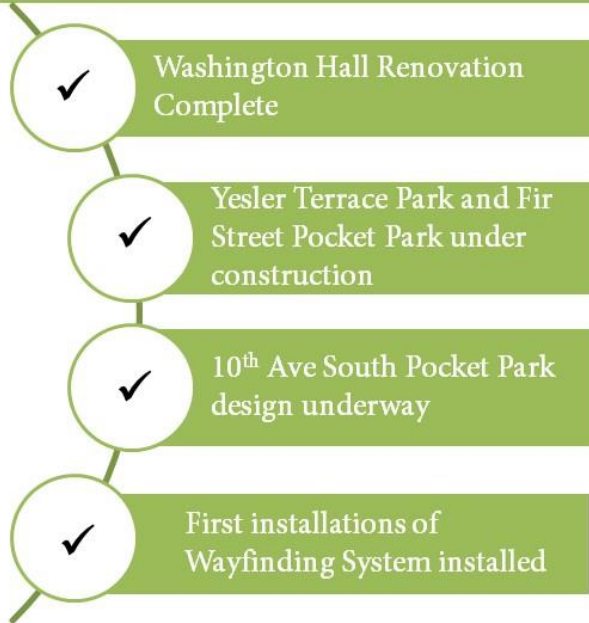 Washington Hall Renovation
Complete
Yesler Terrace Park and Fir
Street Pocket Park under
construction
10th Ave South Pocket Park
design underway
First installations of
Wayfinding System installed